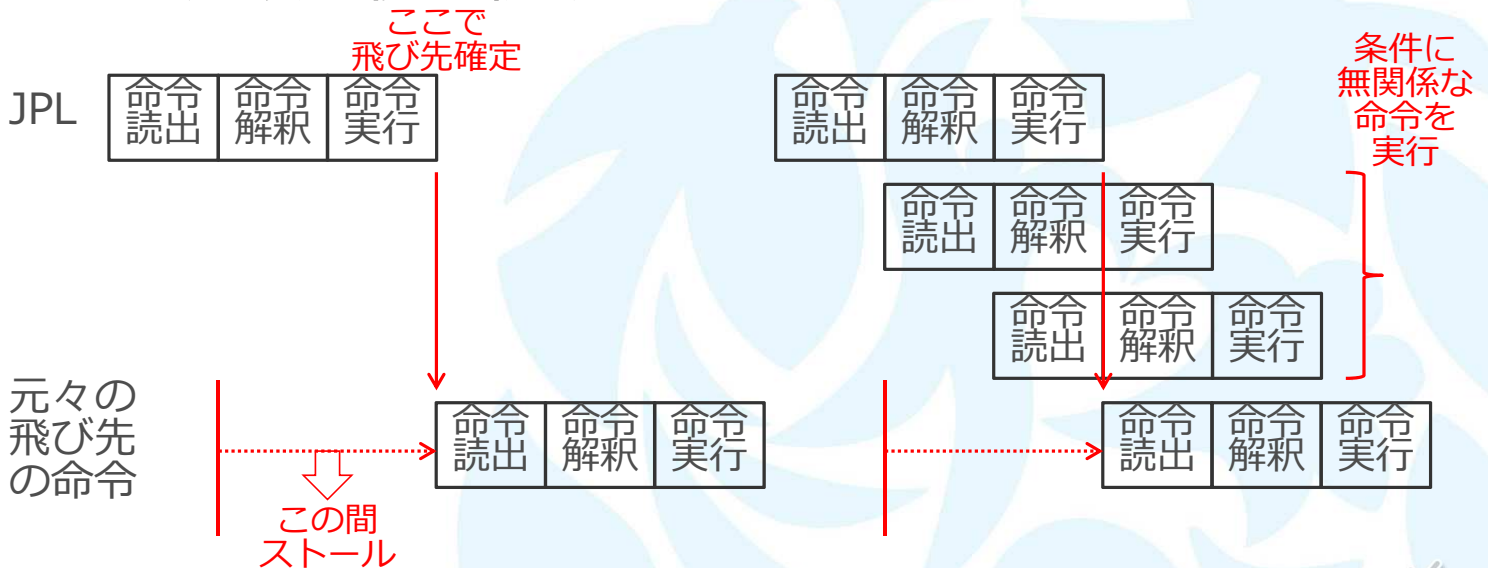 ここで
飛び先確定
条件に
無関係な
命令を
実行
JPL
命令
読出
命令
解釈
命令
実行
命令
読出
命令
解釈
命令
実行
命令
読出
命令
解釈
命令
実行
命令
読出
命令
解釈
命令
実行
元々の
飛び先
の命令
命令
読出
命令
解釈
命令
実行
命令
読出
命令
解釈
命令
実行
この間
ストール